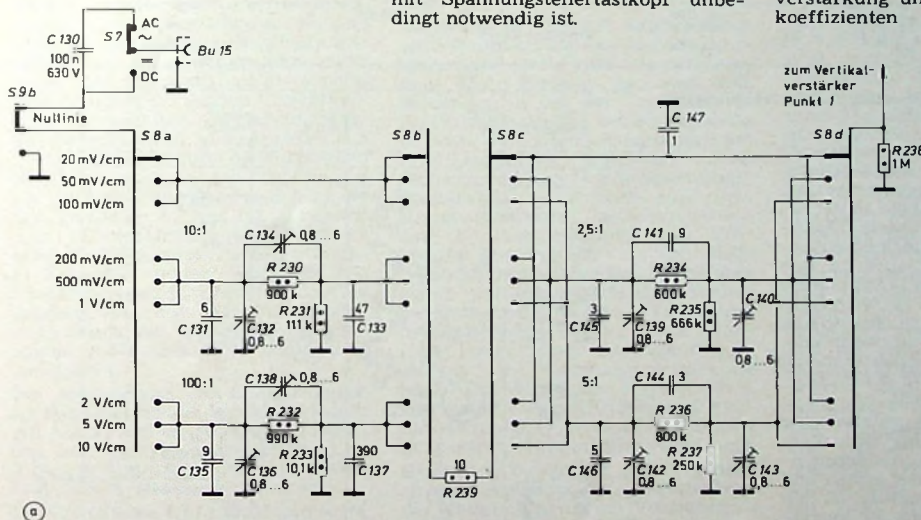 mit Spannungsteilertastkopf unbe-
dingt notwendig ist.
verstärkung un
koeffizienten
C 130
100 n
630 V
S7
AC
~
=
DC
Bu 15
S9b
Nullinie
S8a
20 mV/cm
50 mV/cm
100 mV/cm
200 mV/cm
500 mV/cm
1 V/cm
2 V/cm
5 V/cm
10 V/cm
10:1
C 134
0,8...6
R 230
900 k
R 231
111 k
6
C 131
C 132
0,8...6
47
C 133
100:1
C 138
0,8...6
R 232
990 k
R 233
10,1 k
9
C 135
C 136
0,8...6
390
C 137
S8b
S8c
10
R 239
C 147
1
2,5:1
C 141
9
R 234
600 k
R 235
666 k
3
C 145
C 139
0,8...6
C 140
0,8...6
5:1
C 144
3
R 236
800 k
R 237
250 k
5
C 146
C 142
0,8...6
C 143
0,8...6
zum Vertikal-
verstärker
Punkt 1
S8d
R 238
1 M
a